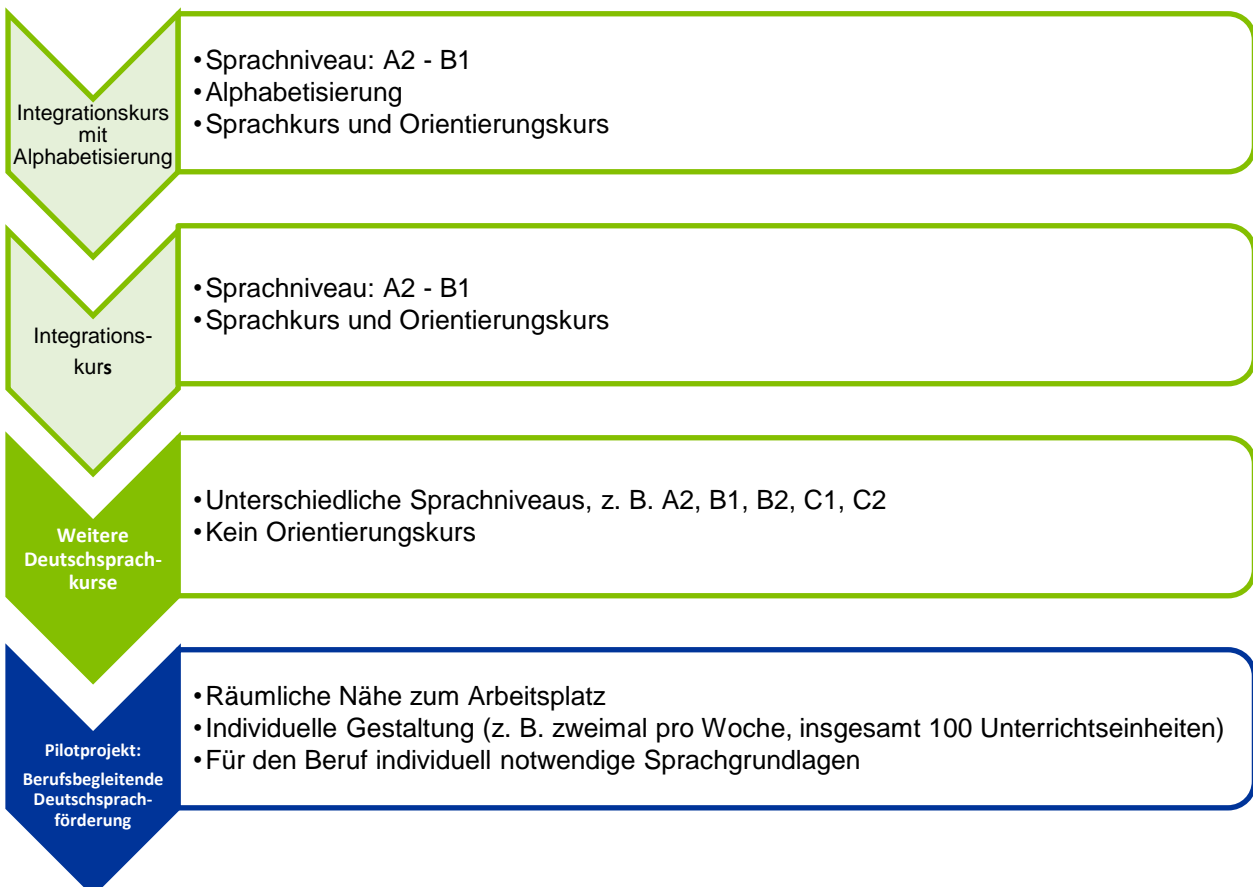 Integrationskurs
mit
Alphabetisierung
•Sprachniveau: A2 - B1
•Alphabetisierung
•Sprachkurs und Orientierungskurs
Integrations-
kurs
•Sprachniveau: A2 - B1
•Sprachkurs und Orientierungskurs
Weitere
Deutschsprach-
kurse
•Unterschiedliche Sprachniveaus, z. B. A2, B1, B2, C1, C2
•Kein Orientierungskurs
Pilotprojekt:
Berufsbegleitende
Deutschsprach-
förderung
•Räumliche Nähe zum Arbeitsplatz
•Individuelle Gestaltung (z. B. zweimal pro Woche, insgesamt 100 Unterrichtseinheiten)
•Für den Beruf individuell notwendige Sprachgrundlagen